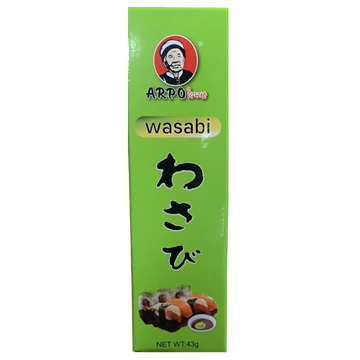 ®
ARPO
wasabi
わさび
NET WT:43g